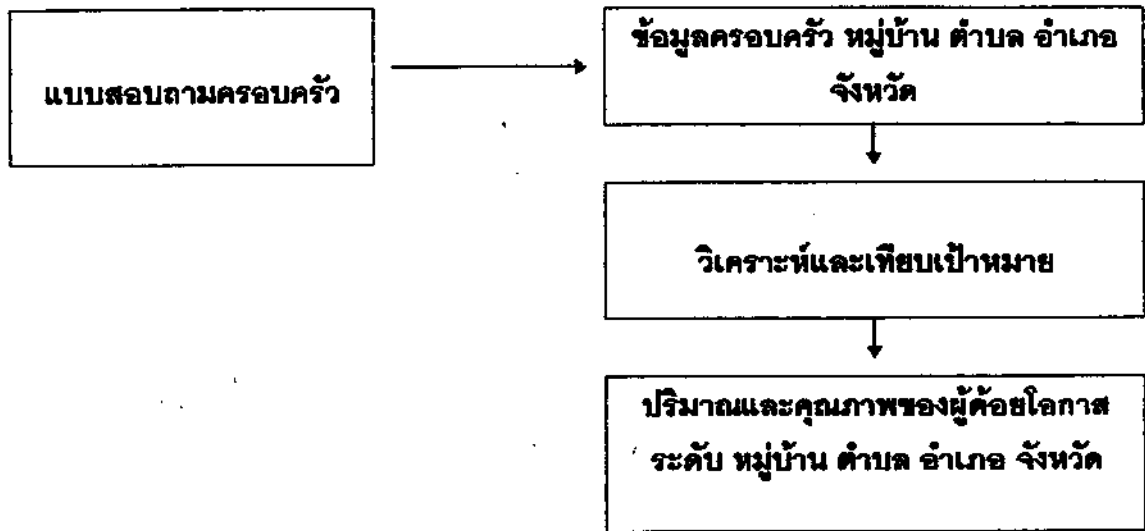 แบบสอบถามครอบครัว
ข้อมูลครอบครัว หมู่บ้าน ตำบล อำเภอ
จังหวัด
วิเคราะห์และเทียบเป้าหมาย
ปริมาณและคุณภาพของผู้ด้อยโอกาส
ระดับ หมู่บ้าน ตำบล อำเภอ จังหวัด